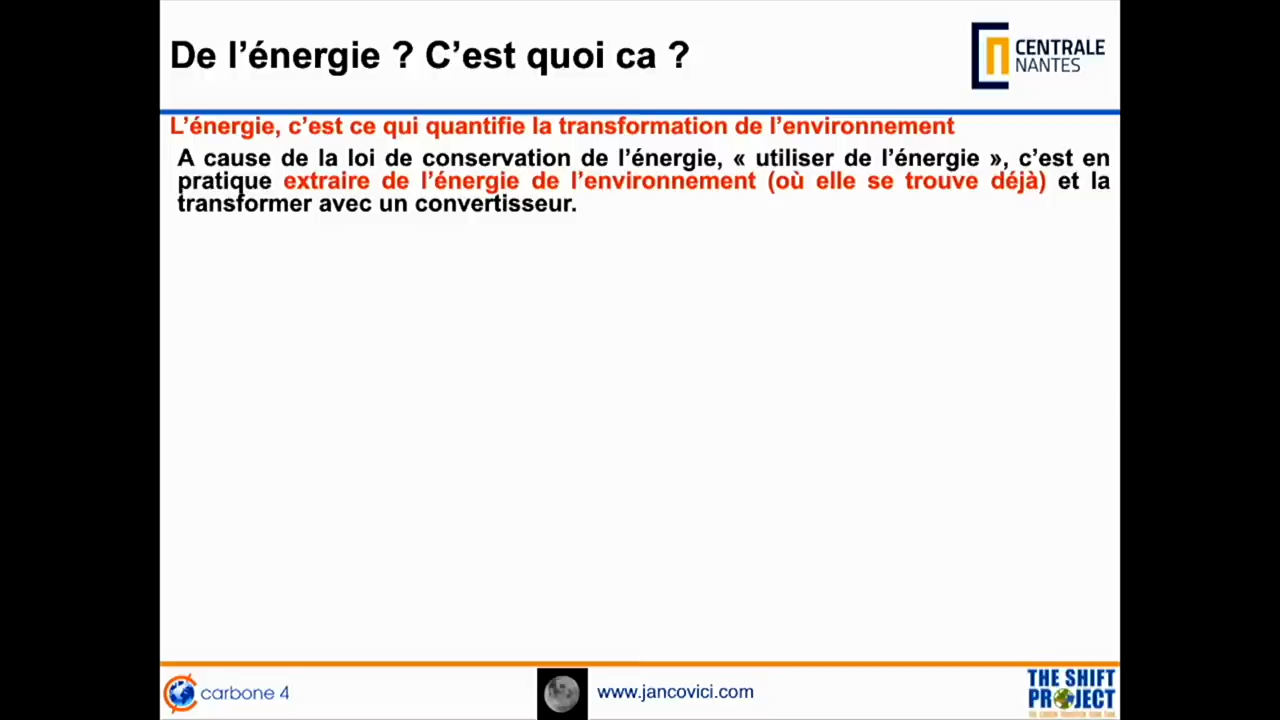 De l’énergie ? C’est quoi ca ?
CENTRALE
NANTES
L’énergie, c’est ce qui quantifie la transformation de l’environnement
A cause de la loi de conservation de l’énergie, « utiliser de l’énergie », c’est en
pratique extraire de l’énergie de l’environnement (où elle se trouve déjà) et la
transformer avec un convertisseur.
carbone 4
www.jancovici.com
THE SHIFT
PROJECT